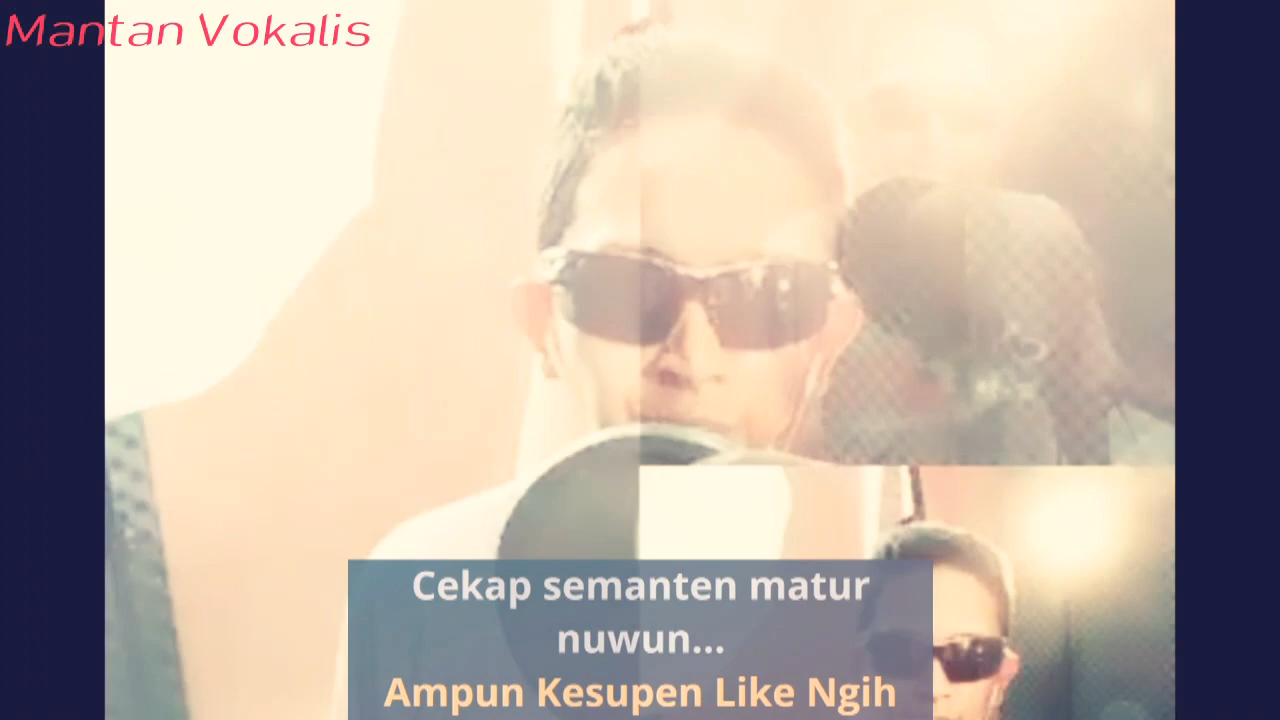 Mantan Vokalis
Cekap semanten matur
nuwun...
Ampun Kesupen Like Ngih